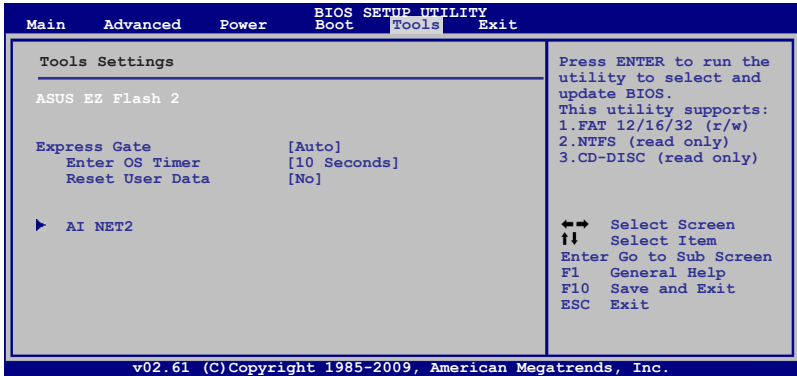 BIOS SETUP UTILITY
Main Advanced Power Boot Tools Exit
Tools Settings
ASUS EZ Flash 2
Express Gate [Auto]
Enter OS Timer [10 Seconds]
Reset User Data [No]
AI NET2
Press ENTER to run the
utility to select and
update BIOS.
This utility supports:
1.FAT 12/16/32 (r/w)
2.NTFS (read only)
3.CD-DISC (read only)
Select Screen
Select Item
Enter Go to Sub Screen
F1 General Help
F10 Save and Exit
ESC Exit
v02.61 (C)Copyright 1985-2009, American Megatrends, Inc.